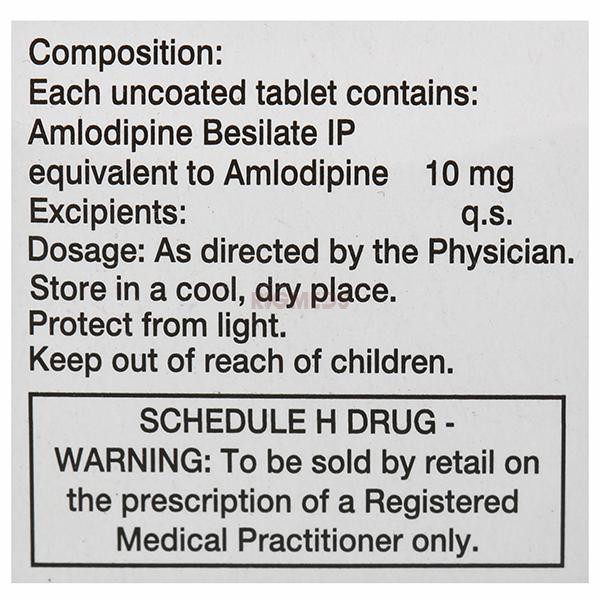 Composition:
Each uncoated tablet contains:
Amlodipine Besilate IP
equivalent to Amlodipine 10 mg
Excipients: q.s.
Dosage: As directed by the Physician.
Store in a cool, dry place.
Protect from light.
Keep out of reach of children.
SCHEDULE H DRUG -
WARNING: To be sold by retail on
the prescription of a Registered
Medical Practitioner only.